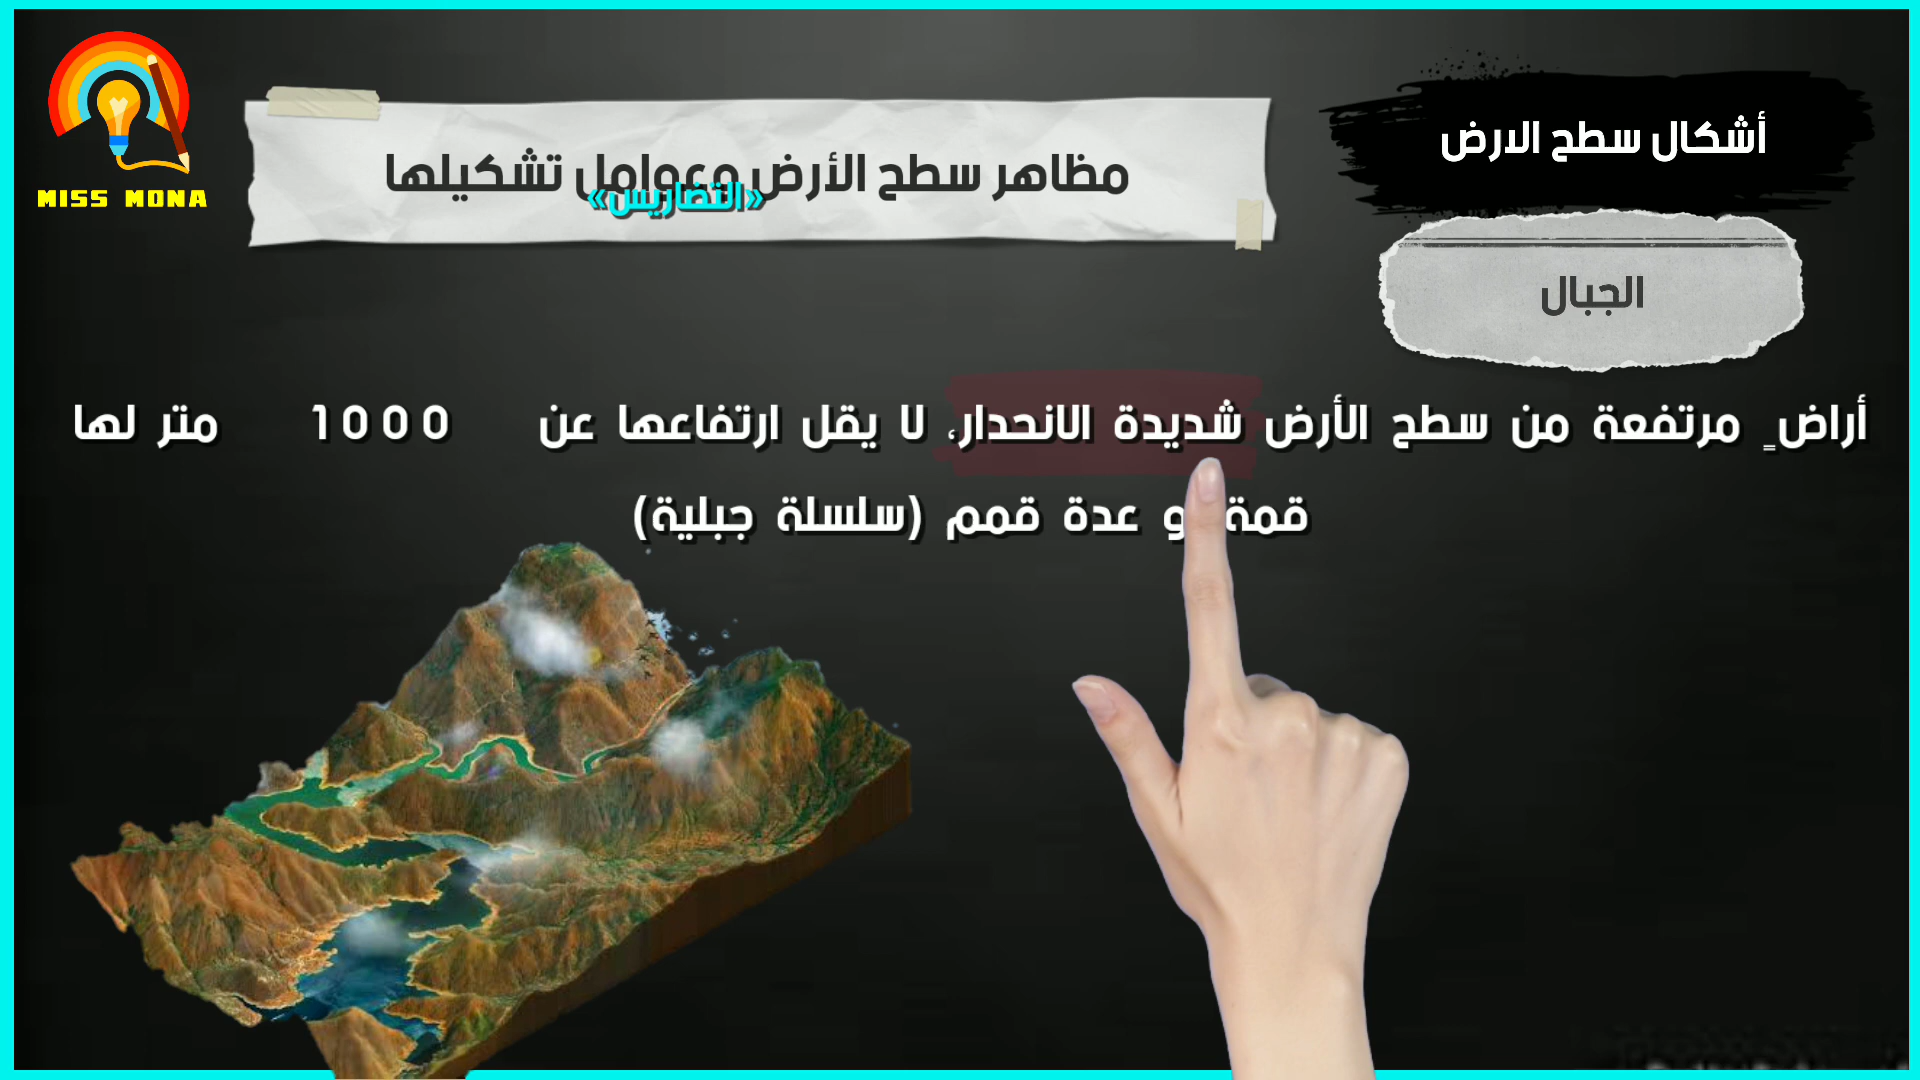 MISS MONA
أشكال سطح الارض
مظاهر سطح الأرض وعوامل تشكيلها
«التضاريس»
الجبال
أراضٍ مرتفعة من سطح الأرض شديدة الانحدار، لا يقل ارتفاعها عن 1000 متر لها
قمة و عدة قمم (سلسلة جبلية)